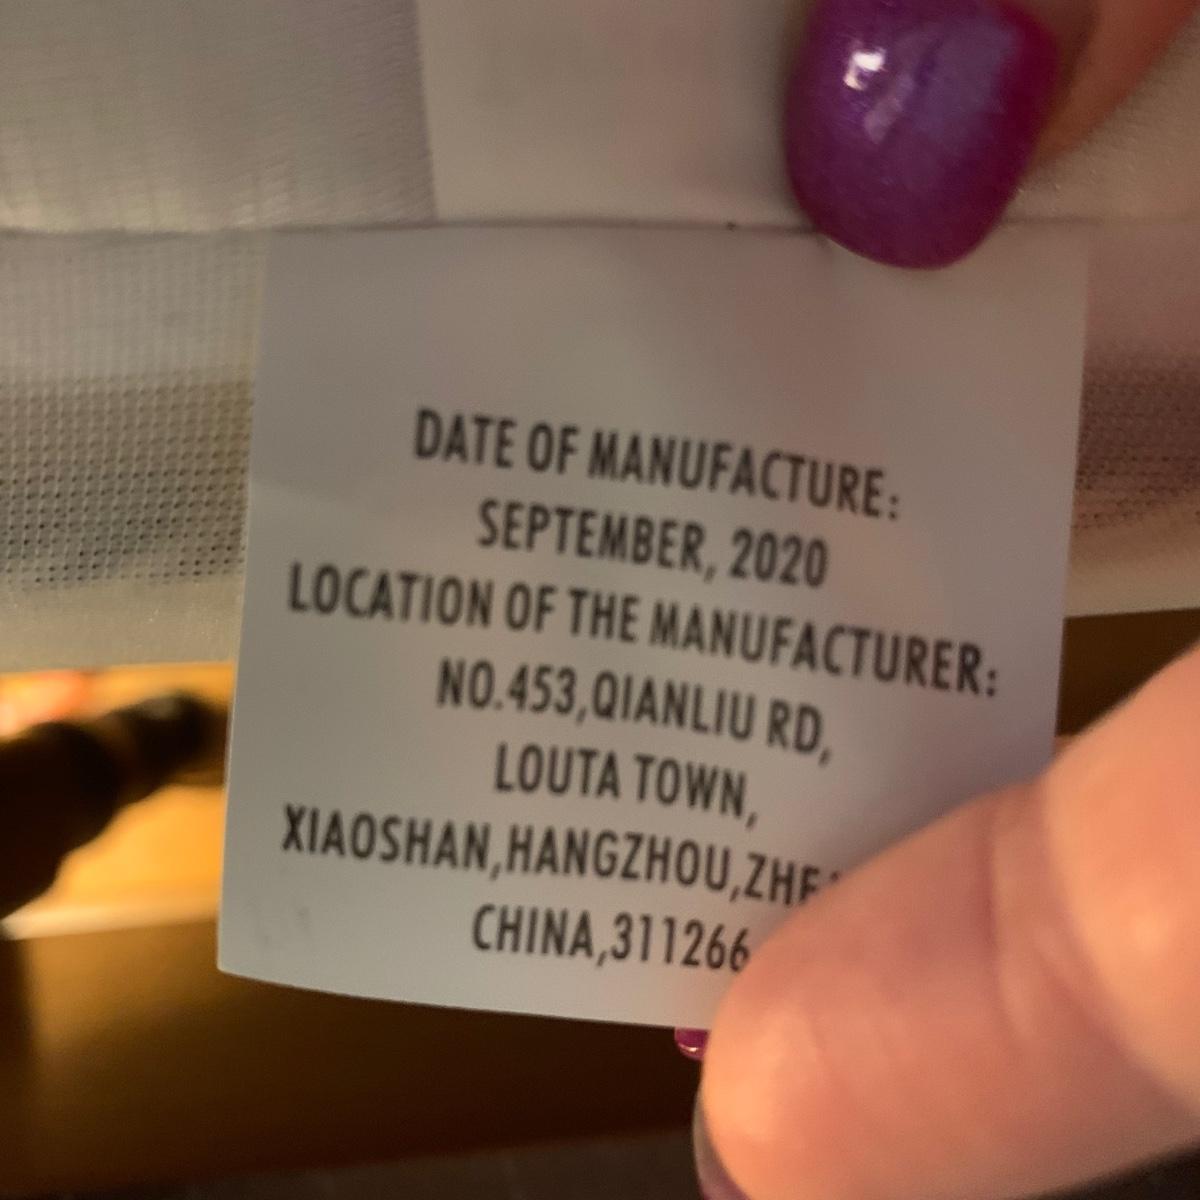 DATE OF MANUFACTURE:
SEPTEMBER, 2020
LOCATION OF THE MANUFACTURER:
NO.453,QIANLIU RD,
LOUTA TOWN,
XIAOSHAN,HANGZHOU,
CHINA,311266